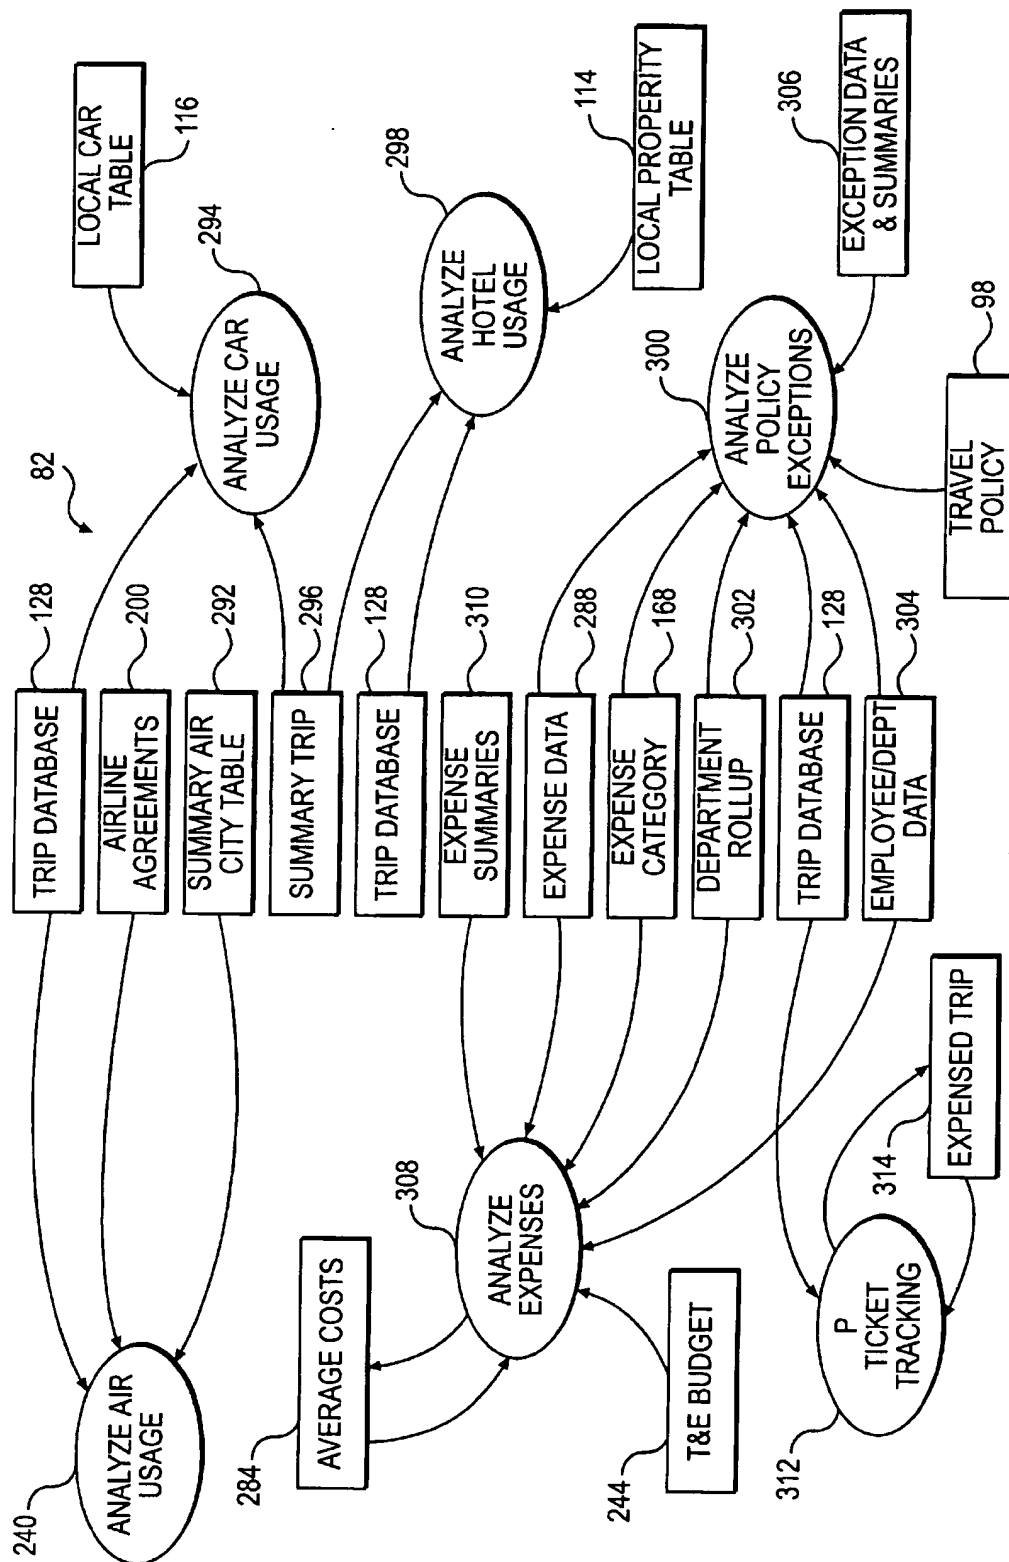 82
LOCAL CAR
TABLE
116
ANALYZE CAR
USAGE
294
298
ANALYZE
HOTEL
USAGE
114
LOCAL PROPERITY
TABLE
300
ANALYZE
POLICY
EXCEPTIONS
306
EXCEPTION DATA
& SUMMARIES
98
TRAVEL
POLICY
128
TRIP DATABASE
200
AIRLINE
AGREEMENTS
292
SUMMARY AIR
CITY TABLE
296
SUMMARY TRIP
128
TRIP DATABASE
310
EXPENSE
SUMMARIES
288
EXPENSE DATA
168
EXPENSE
CATEGORY
302
DEPARTMENT
ROLLUP
128
TRIP DATABASE
304
EMPLOYEE/DEPT
DATA
240
ANALYZE AIR
USAGE
284
AVERAGE COSTS
308
ANALYZE
EXPENSES
244
T&E BUDGET
312
P
TICKET
TRACKING
314
EXPENSED TRIP